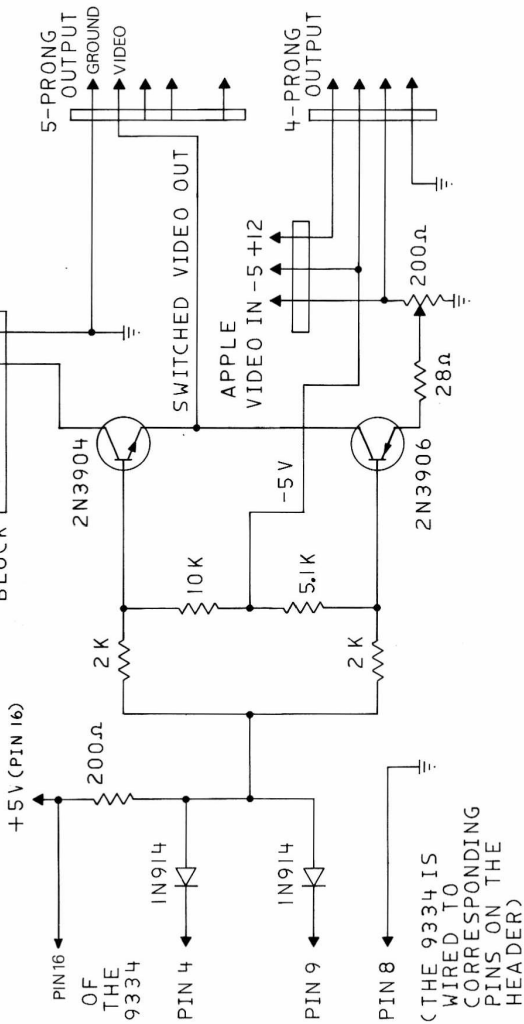 BLOCK
5-PRONG
OUTPUT
GROUND
VIDEO
SWITCHED VIDEO OUT
2N3904
APPLE
VIDEO IN -5 +12
4-PRONG
OUTPUT
200Ω
28Ω
2N3906
-5V
10K
5.1K
2K
2K
+5V (PIN 16)
200Ω
1N914
1N914
PIN 16
OF
THE
9334
PIN 4
PIN 9
PIN 8
(THE 9334 IS
WIRED TO
CORRESPONDING
PINS ON THE
HEADER)